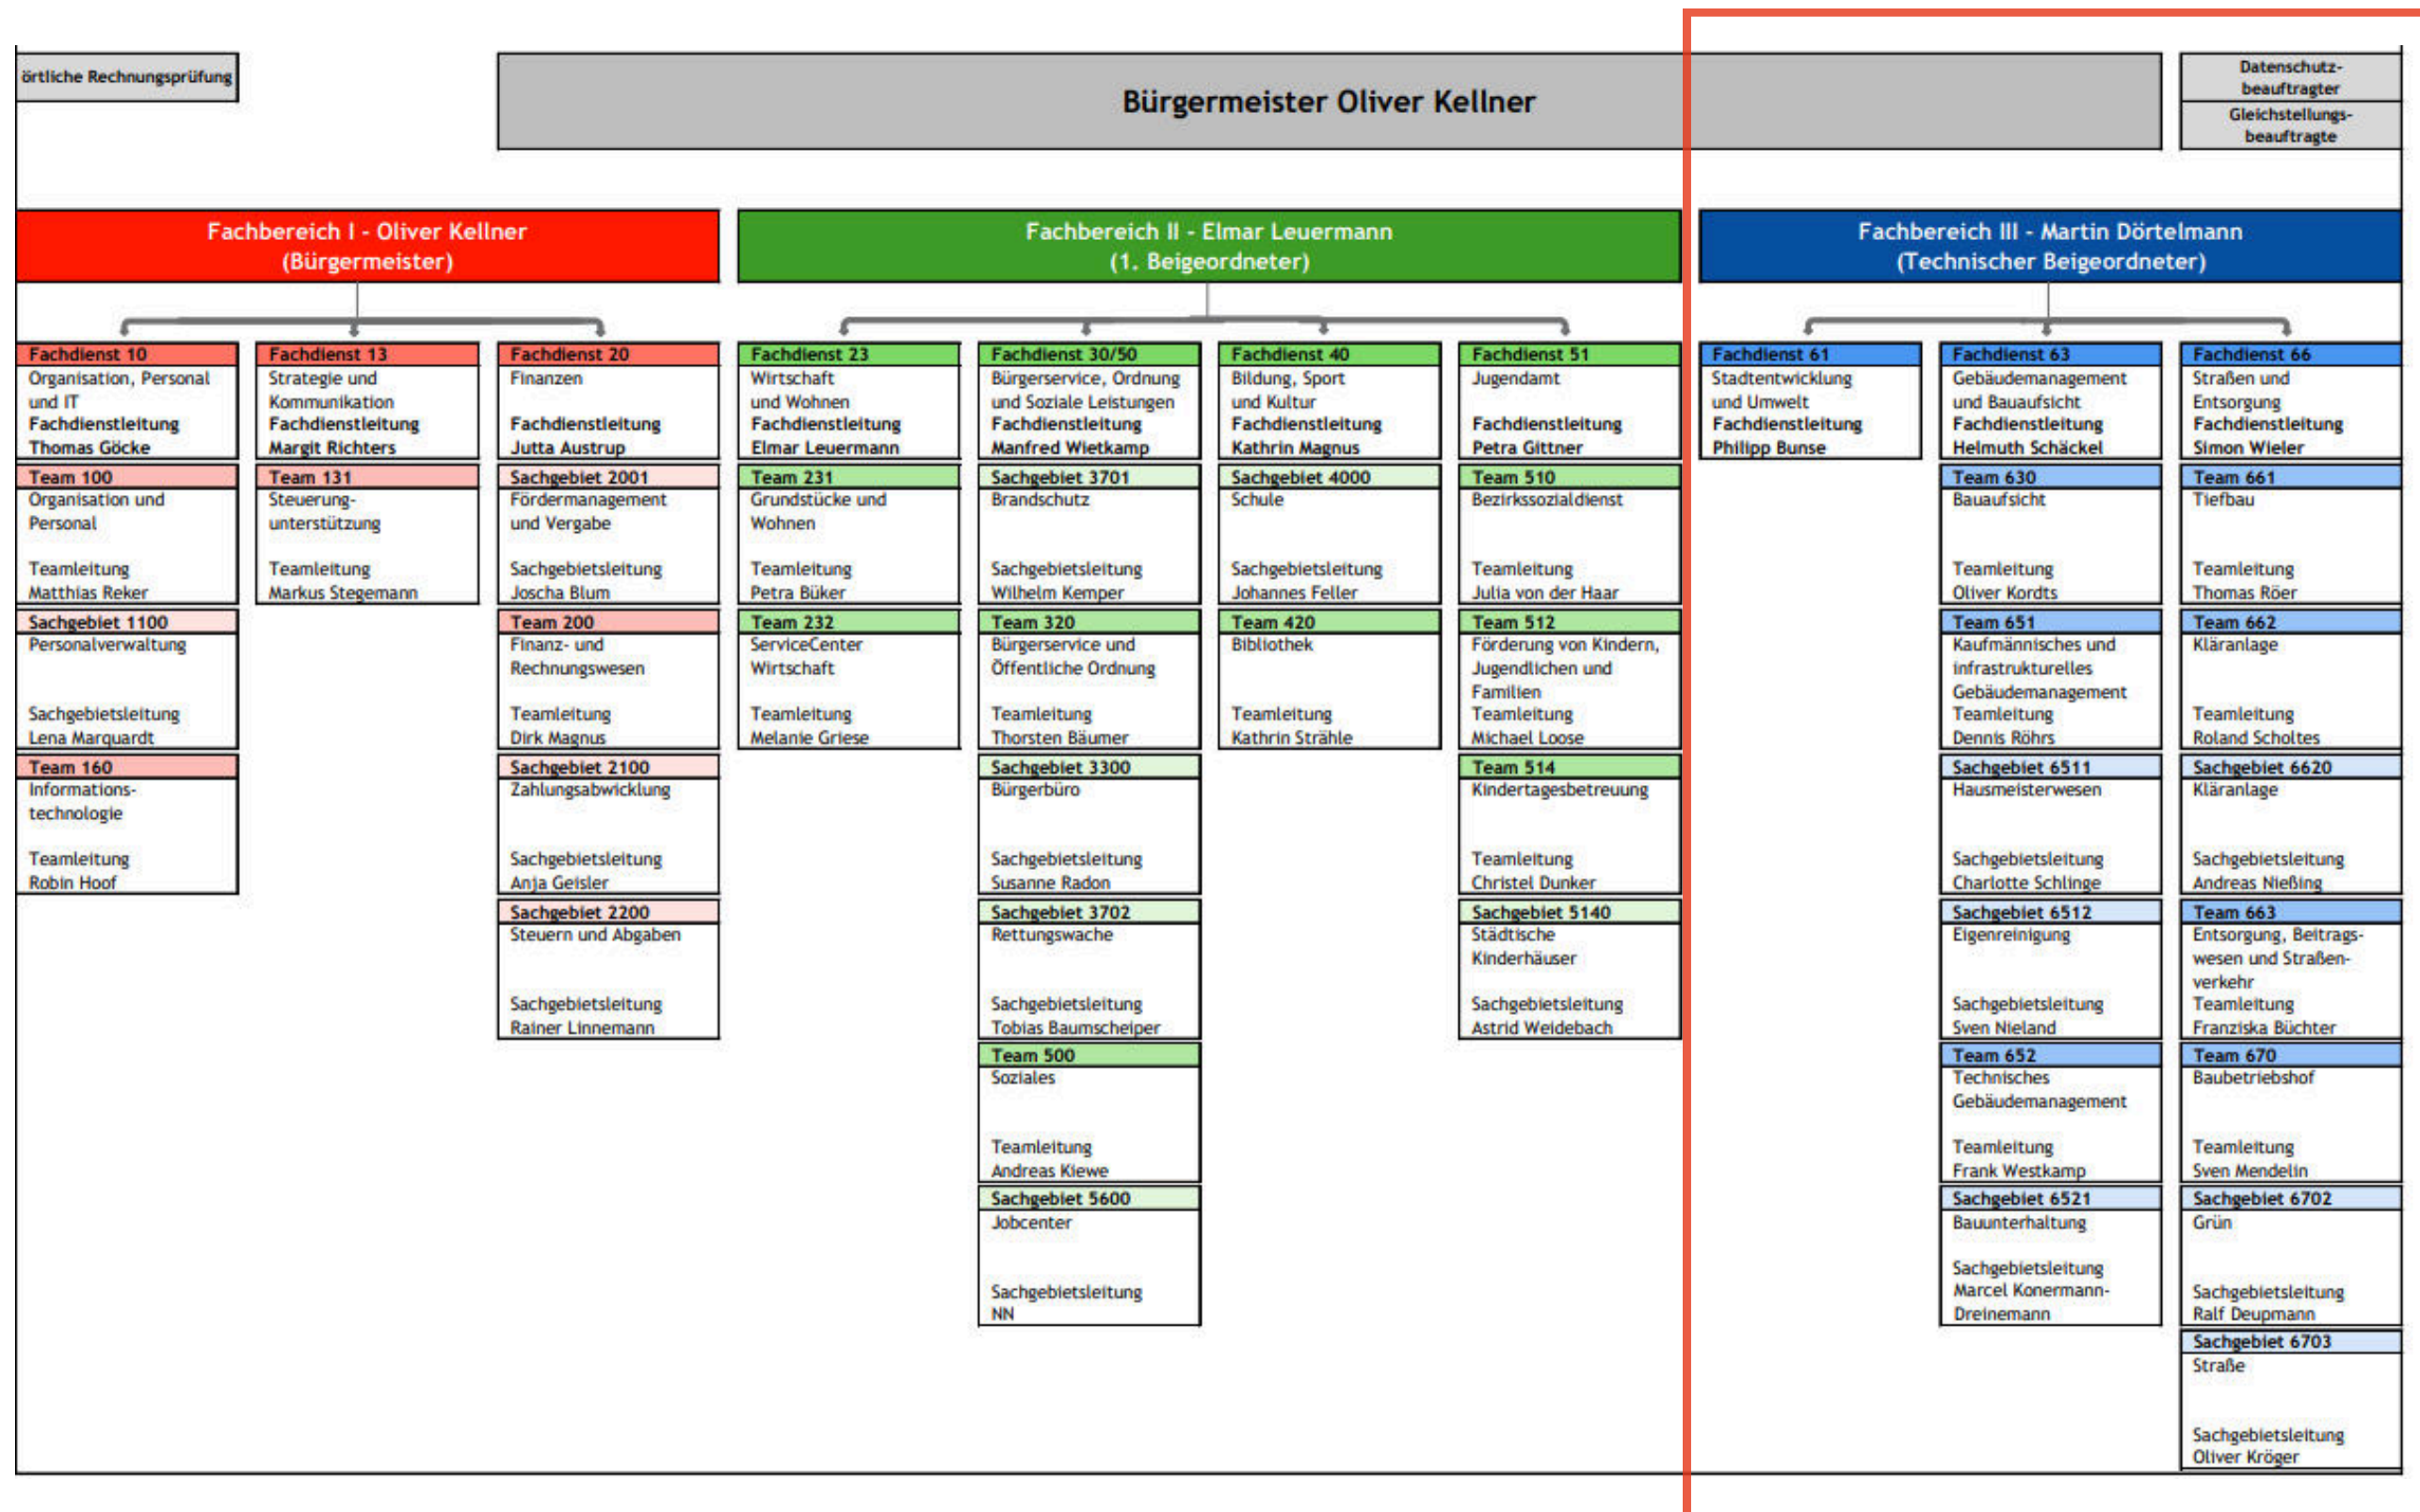 örtliche Rechnungsprüfung
Bürgermeister Oliver Kellner
Datenschutz-
beauftragter
Gleichstellungs-
beauftragte
Fachbereich I - Oliver Kellner
(Bürgermeister)
Fachbereich II - Elmar Leuermann
(1. Beigeordneter)
Fachbereich III - Martin Dörtelmann
(Technischer Beigeordneter)
Fachdienst 10
Organisation, Personal
und IT
Fachdienstleitung
Thomas Göcke
Team 100
Organisation und
Personal
Teamleitung
Matthias Reker
Sachgebiet 1100
Personalverwaltung
Sachgebietsleitung
Lena Marquardt
Team 160
Informations-
technologie
Teamleitung
Robin Hoof
Fachdienst 13
Strategie und
Kommunikation
Fachdienstleitung
Margit Richters
Team 131
Steuerung-
unterstützung
Teamleitung
Markus Stegemann
Fachdienst 20
Finanzen
Fachdienstleitung
Jutta Austrup
Sachgebiet 2001
Fördermanagement
und Vergabe
Sachgebietsleitung
Joscha Blum
Team 200
Finanz- und
Rechnungswesen
Teamleitung
Dirk Magnus
Sachgebiet 2100
Zahlungsabwicklung
Sachgebietsleitung
Anja Geisler
Sachgebiet 2200
Steuern und Abgaben
Sachgebietsleitung
Rainer Linnemann
Fachdienst 23
Wirtschaft
und Wohnen
Fachdienstleitung
Elmar Leuermann
Team 231
Grundstücke und
Wohnen
Teamleitung
Petra Büker
Team 232
ServiceCenter
Wirtschaft
Teamleitung
Melanie Griese
Fachdienst 30/50
Bürgerservice, Ordnung
und Soziale Leistungen
Fachdienstleitung
Manfred Wietkamp
Sachgebiet 3701
Brandschutz
Sachgebietsleitung
Wilhelm Kemper
Team 320
Bürgerservice und
Öffentliche Ordnung
Teamleitung
Thorsten Bäumer
Sachgebiet 3300
Bürgerbüro
Sachgebietsleitung
Susanne Radon
Sachgebiet 3702
Rettungswache
Sachgebietsleitung
Tobias Baumscheiper
Team 500
Soziales
Teamleitung
Andreas Kiewe
Sachgebiet 5600
Jobcenter
Sachgebietsleitung
NN
Fachdienst 40
Bildung, Sport
und Kultur
Fachdienstleitung
Kathrin Magnus
Sachgebiet 4000
Schule
Sachgebietsleitung
Johannes Feller
Team 420
Bibliothek
Teamleitung
Kathrin Strähle
Fachdienst 51
Jugendamt
Fachdienstleitung
Petra Gittner
Team 510
Bezirkssozialdienst
Teamleitung
Julia von der Haar
Team 512
Förderung von Kindern,
Jugendlichen und
Familien
Teamleitung
Michael Loose
Team 514
Kindertagesbetreuung
Teamleitung
Christel Dunker
Sachgebiet 5140
Städtische
Kinderhäuser
Sachgebietsleitung
Astrid Weidebach
Fachdienst 61
Stadtentwicklung
und Umwelt
Fachdienstleitung
Philipp Bunse
Fachdienst 63
Gebäudemanagement
und Bauaufsicht
Fachdienstleitung
Helmuth Schäckel
Team 630
Bauaufsicht
Teamleitung
Oliver Kordts
Team 651
Kaufmännisches und
infrastrukturelles
Gebäudemanagement
Teamleitung
Dennis Röhrs
Sachgebiet 6511
Hausmeisterwesen
Sachgebietsleitung
Charlotte Schlinge
Sachgebiet 6512
Eigenreinigung
Sachgebietsleitung
Sven Nieland
Team 652
Technisches
Gebäudemanagement
Teamleitung
Frank Westkamp
Sachgebiet 6521
Bauunterhaltung
Sachgebietsleitung
Marcel Konermann-
Dreinemann
Fachdienst 66
Straßen und
Entsorgung
Fachdienstleitung
Simon Wieler
Team 661
Tiefbau
Teamleitung
Thomas Röer
Team 662
Kläranlage
Teamleitung
Roland Scholtes
Sachgebiet 6620
Kläranlage
Sachgebietsleitung
Andreas Nießing
Team 663
Entsorgung, Beitrags-
wesen und Straßen-
verkehr
Teamleitung
Franziska Büchter
Team 670
Baubetriebshof
Teamleitung
Sven Mendelin
Sachgebiet 6702
Grün
Sachgebietsleitung
Ralf Deupmann
Sachgebiet 6703
Straße
Sachgebietsleitung
Oliver Kröger